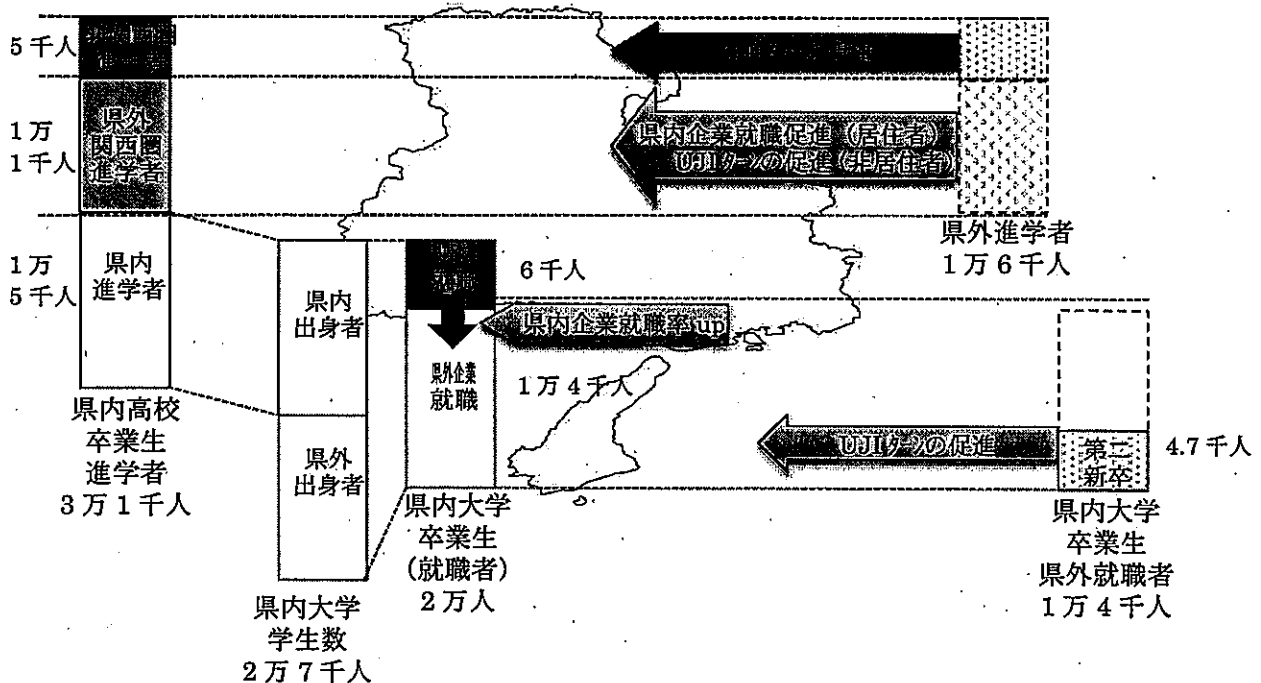 5千人
県外
関西圏
進学者
1万
1千人
県内企業就職促進(居住者)
UJIターンの促進(非居住者)
県外進学者
1万6千人
県内
進学者
1万
5千人
県内高校
卒業生
進学者
3万1千人
県内
出身者
県外
出身者
県内大学
学生数
2万7千人
6千人
県内企業就職率up
県外企業
就職
1万4千人
県内大学
卒業生
(就職者)
2万人
UJIターンの促進
第二
新卒
4.7千人
県内大学
卒業生
県外就職者
1万4千人